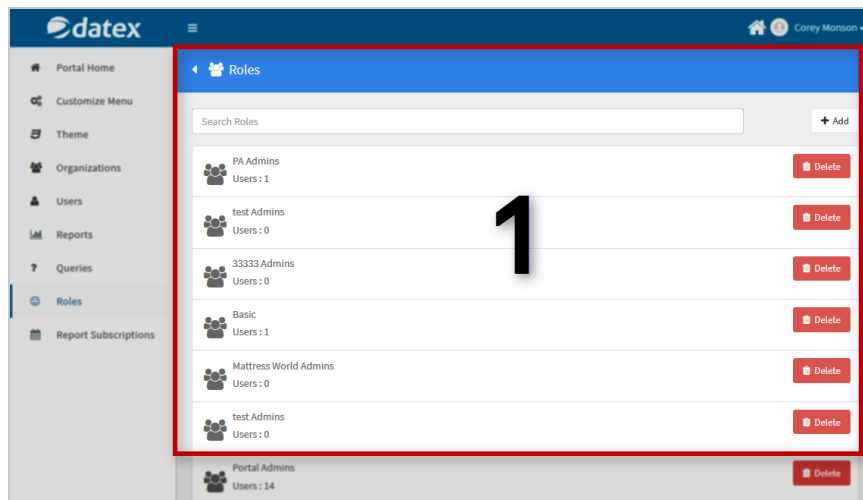 datex
Corey Monson
Portal Home
Customize Menu
Theme
Organizations
Users
Reports
Queries
Roles
Report Subscriptions
Roles
Search Roles
Add
PA Admins
Users : 1
Delete
test Admins
Users : 0
Delete
33333 Admins
Users : 0
Delete
Basic
Users : 1
Delete
Mattress World Admins
Users : 0
Delete
test Admins
Users : 0
Delete
Portal Admins
Users : 14
Delete
1